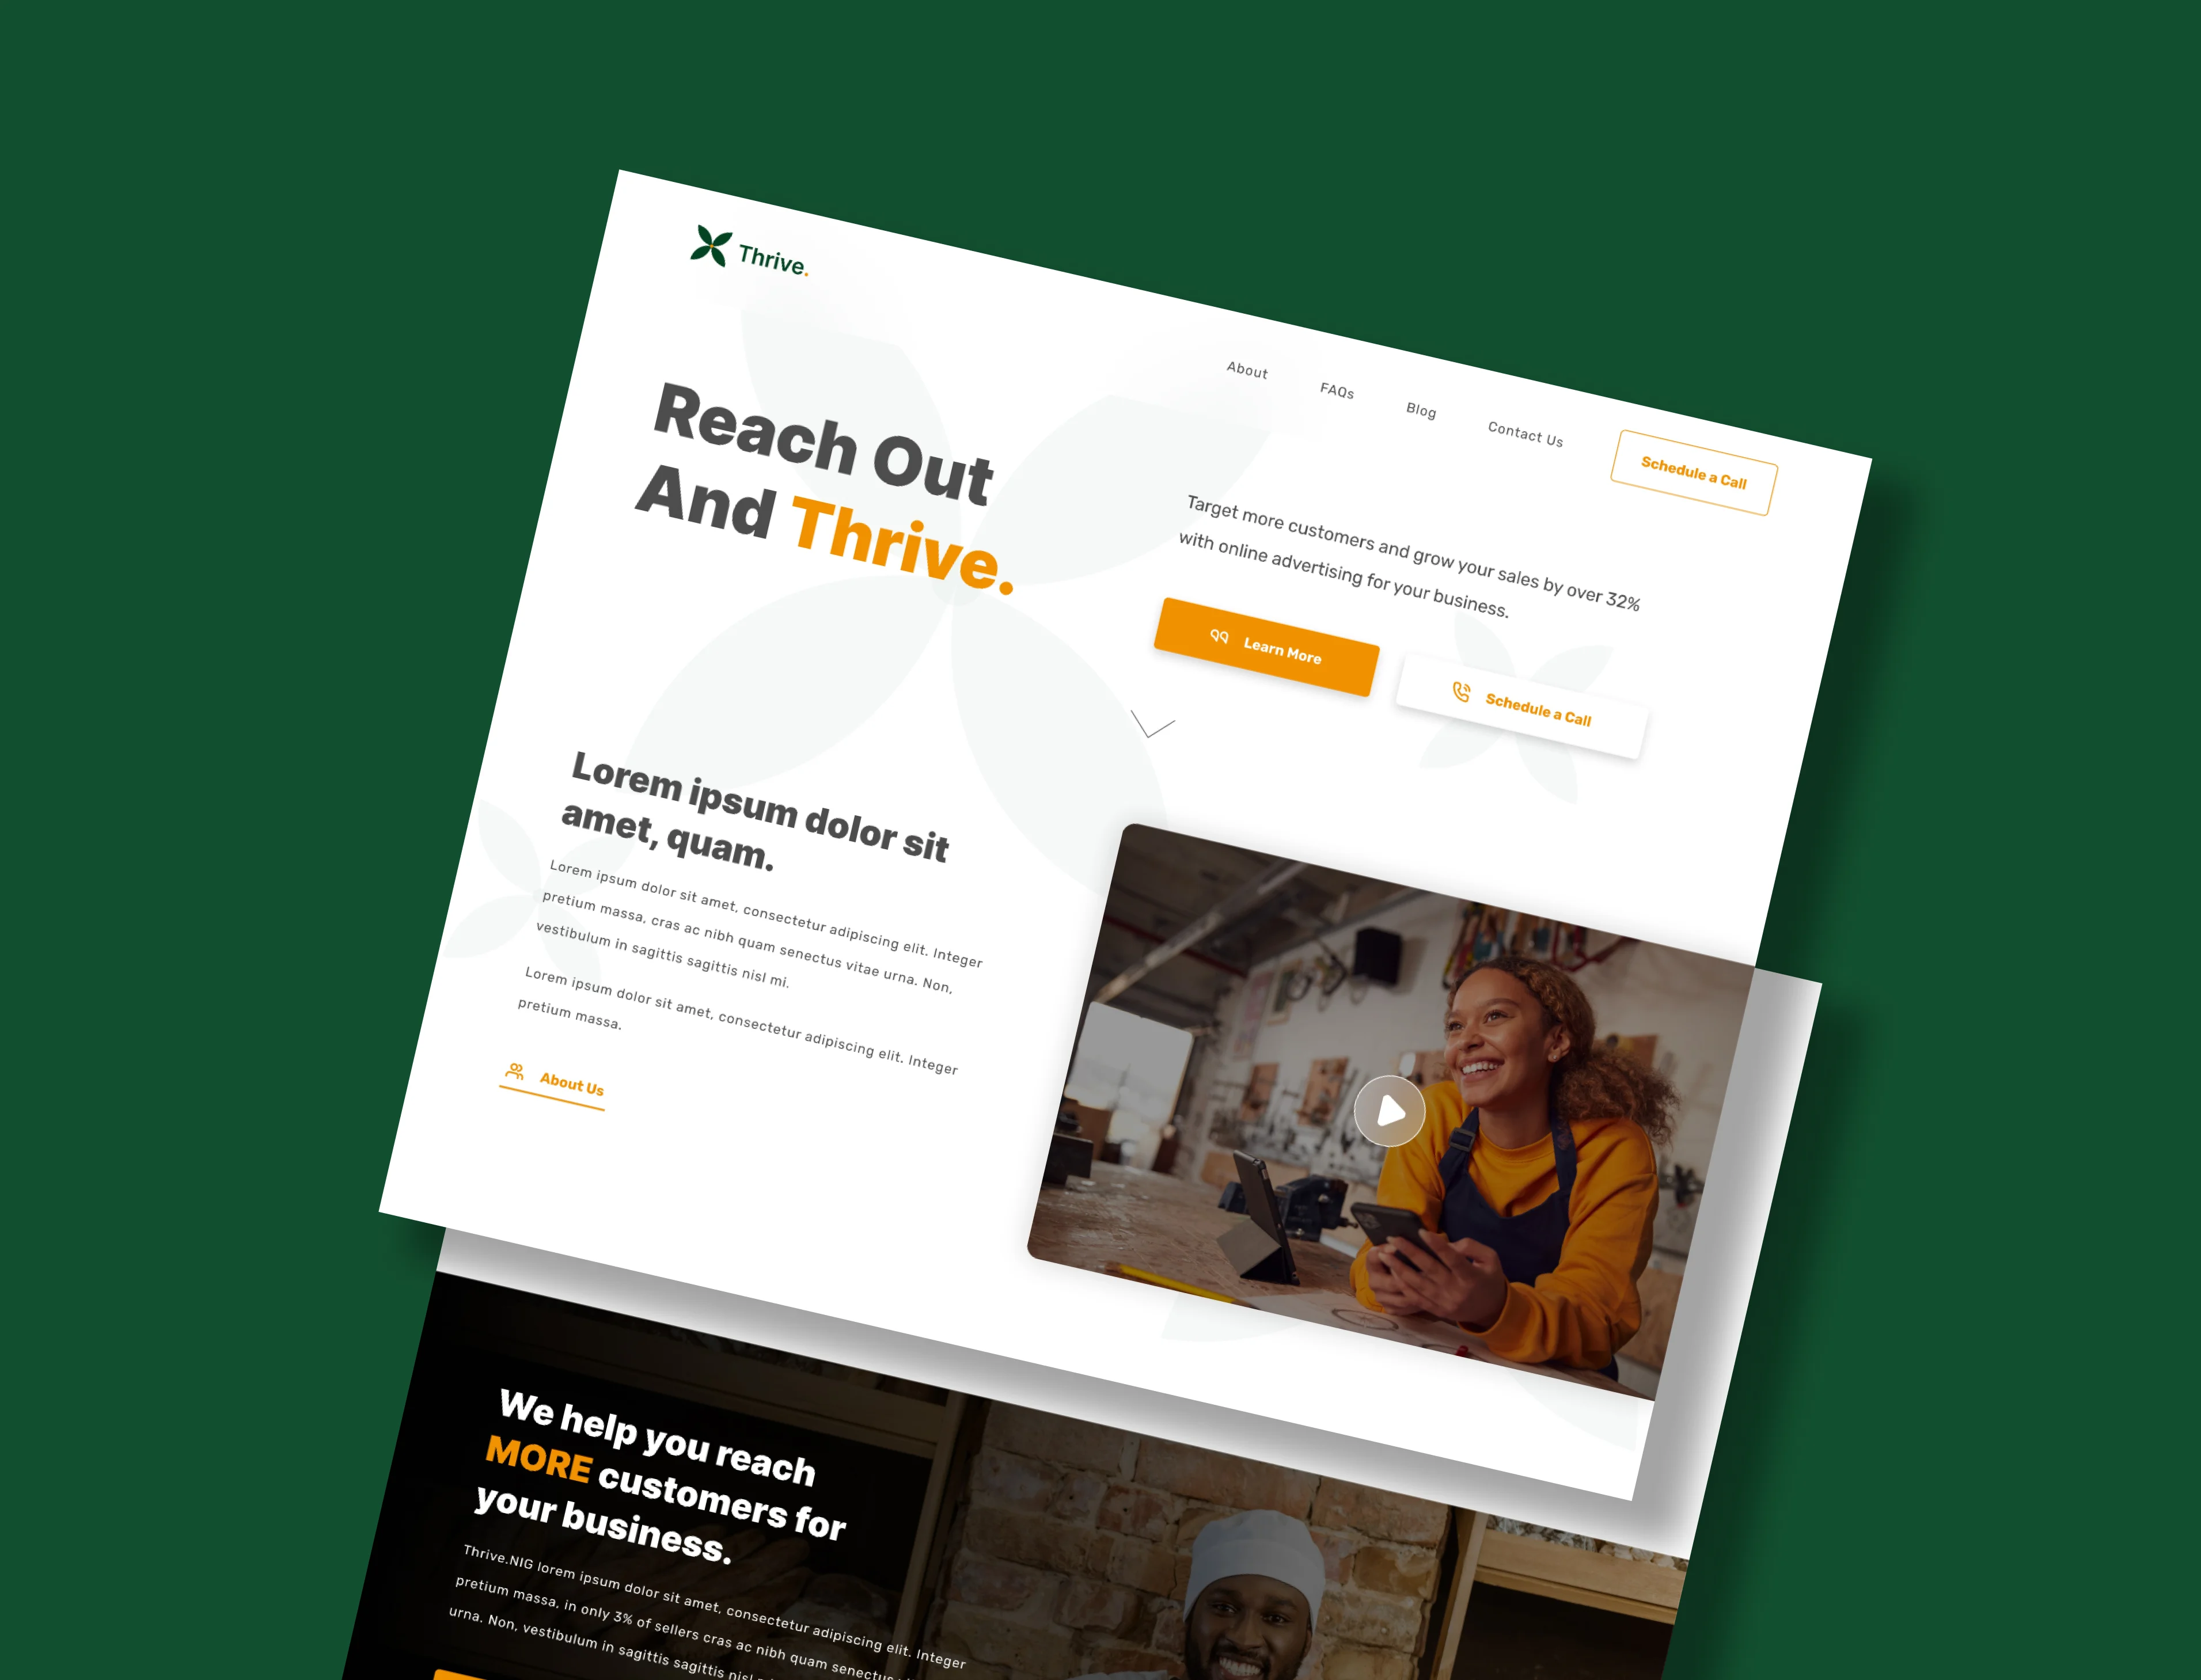 Thrive.
About
FAQs
Blog
Contact Us
Schedule a Call
Reach Out
And Thrive.
Target more customers and grow your sales by over 32%
with online advertising for your business.
Learn More
Schedule a Call
Lorem ipsum dolor sit
amet, quam.
Lorem ipsum dolor sit amet, consectetur adipiscing elit. Integer
pretium massa, cras ac nibh quam senectus vitae urna. Non,
vestibulum in sagittis sagittis nisl mi.
Lorem ipsum dolor sit amet, consectetur adipiscing elit. Integer
pretium massa.
About Us
We help you reach
MORE customers for
your business.
Thrive.NIG lorem ipsum dolor sit amet, consectetur adipiscing elit. Integer
pretium massa, in only 3% of sellers cras ac nibh quam senectus
urna. Non, vestibulum in sagittis sagittis nisl